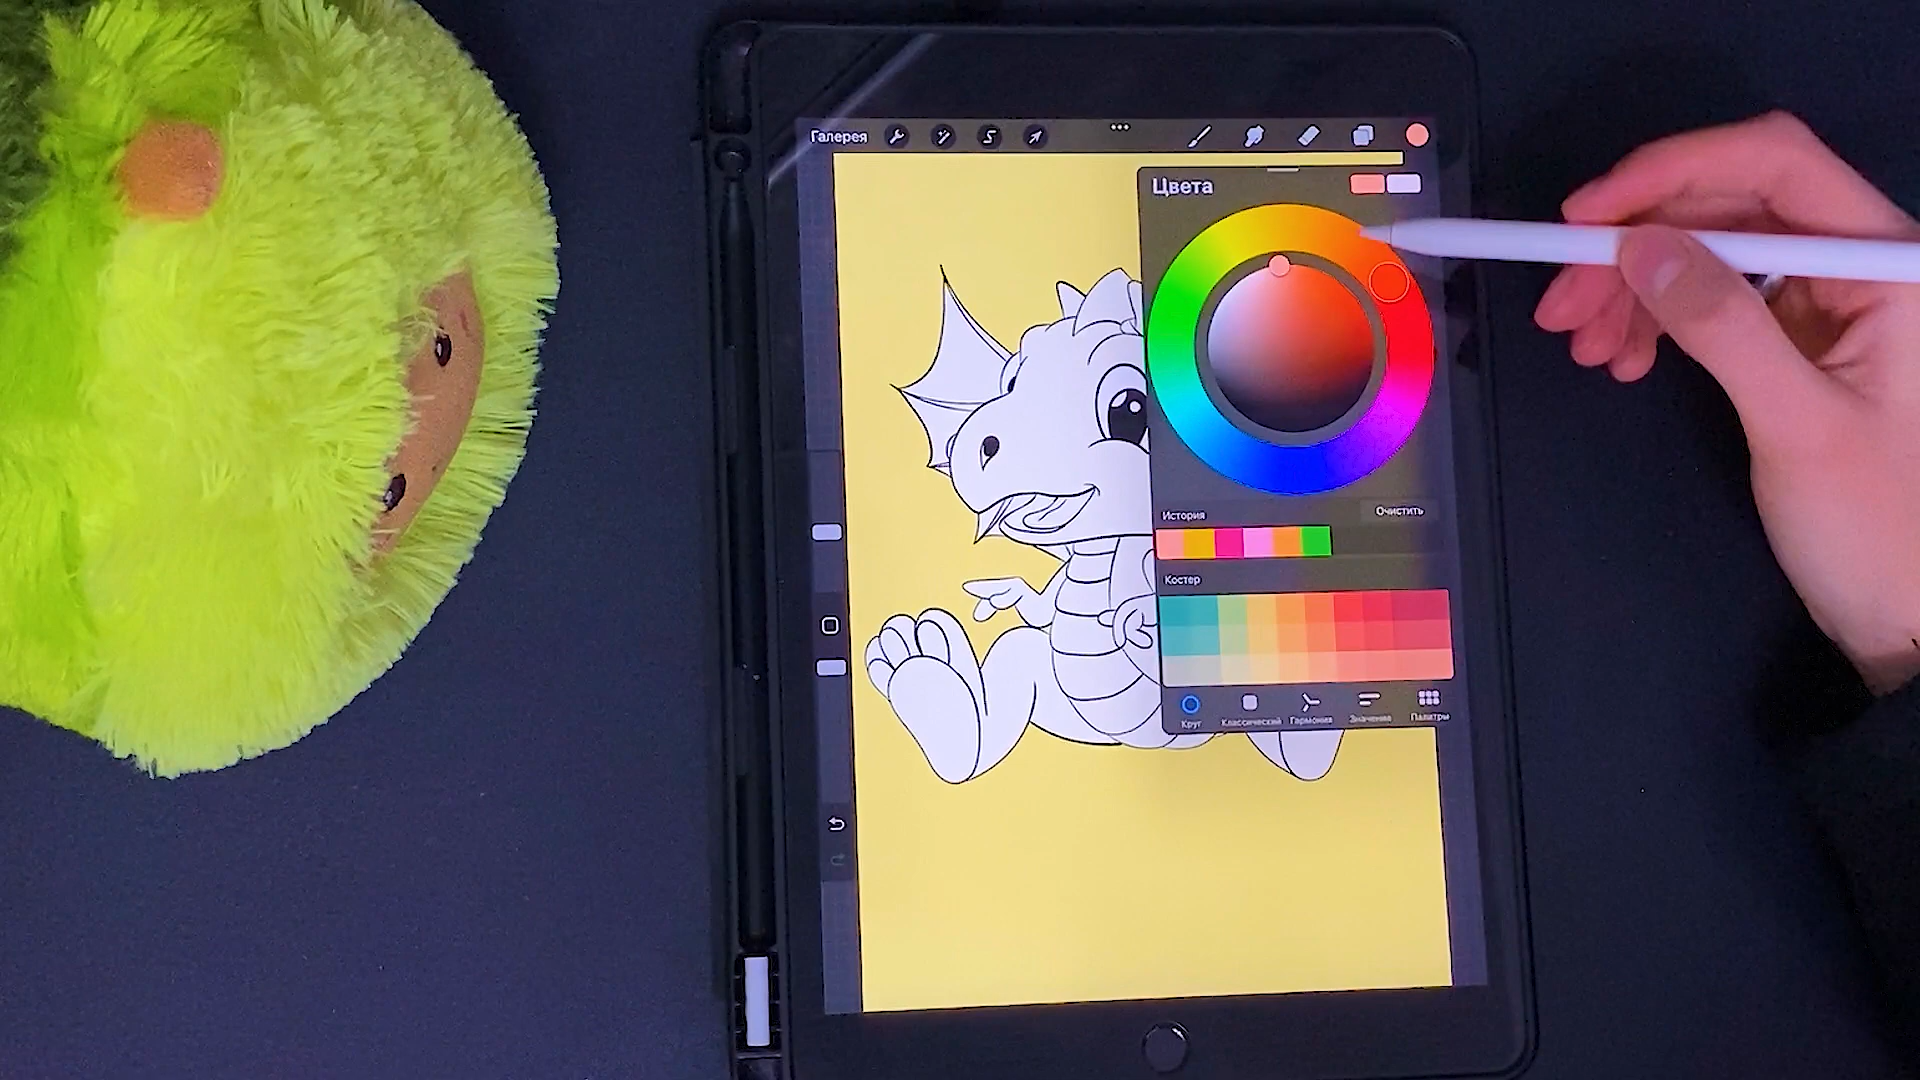 Галерея
Цвета
История
Очистить
Костер
Круг Классический Гармония Значения Палитры